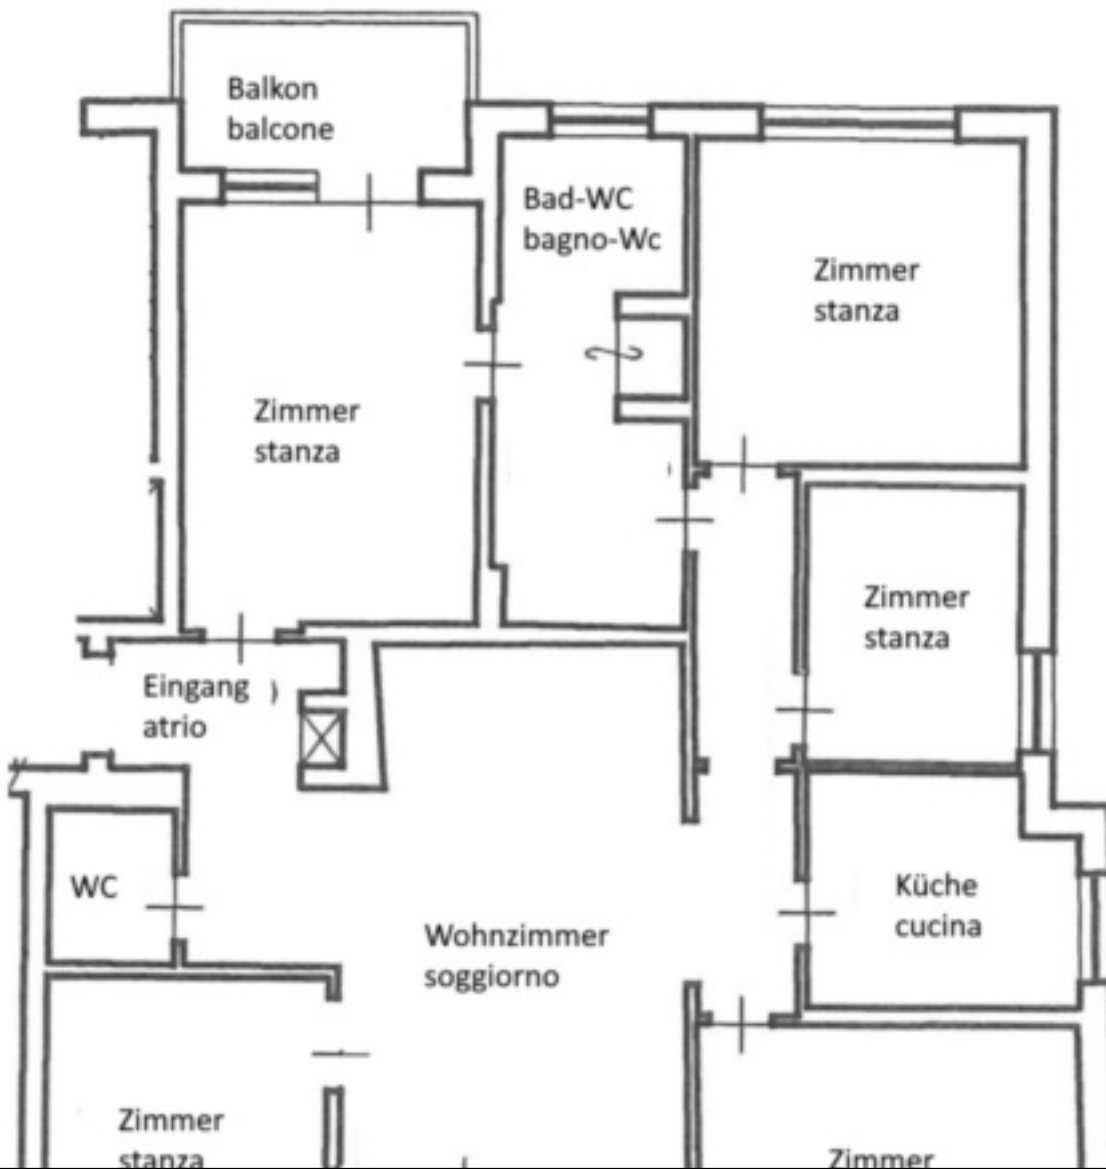 Balkon
balcone
Bad-WC
bagno-Wc
Zimmer
stanza
Zimmer
stanza
Zimmer
stanza
Eingang
atrio
WC
Küche
cucina
Wohnzimmer
soggiorno
Zimmer
stanza
Zimmer